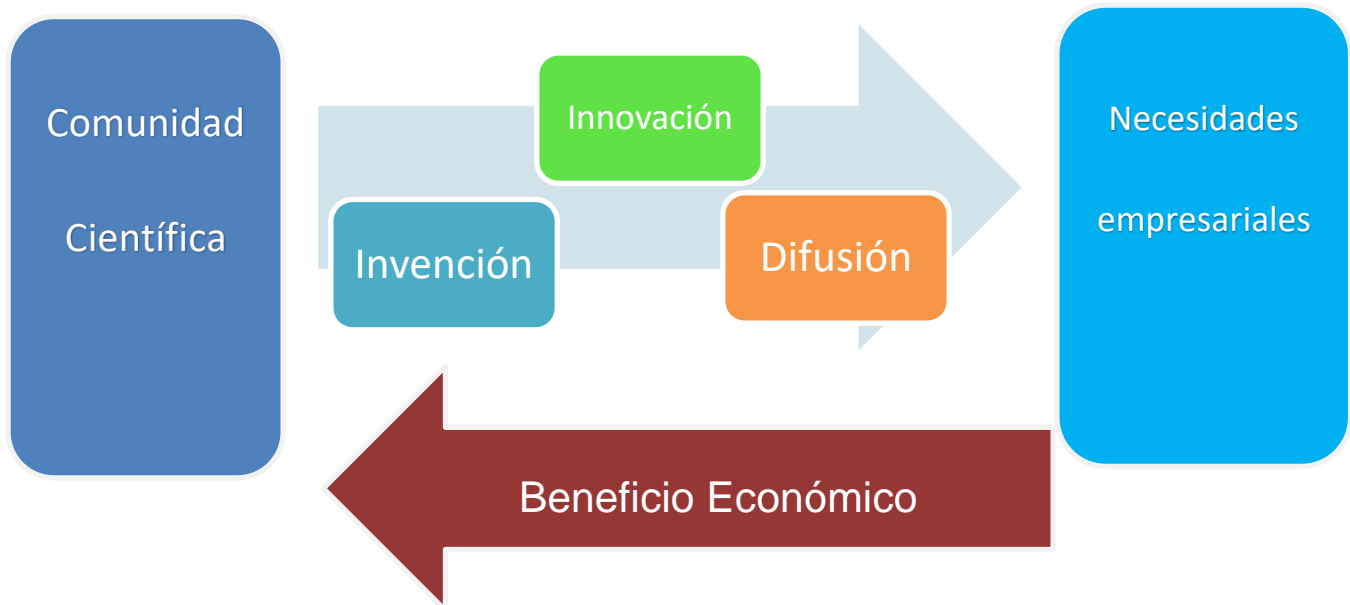 Comunidad
Científica
Innovación
Invención
Difusión
Necesidades
empresariales
Beneficio Económico